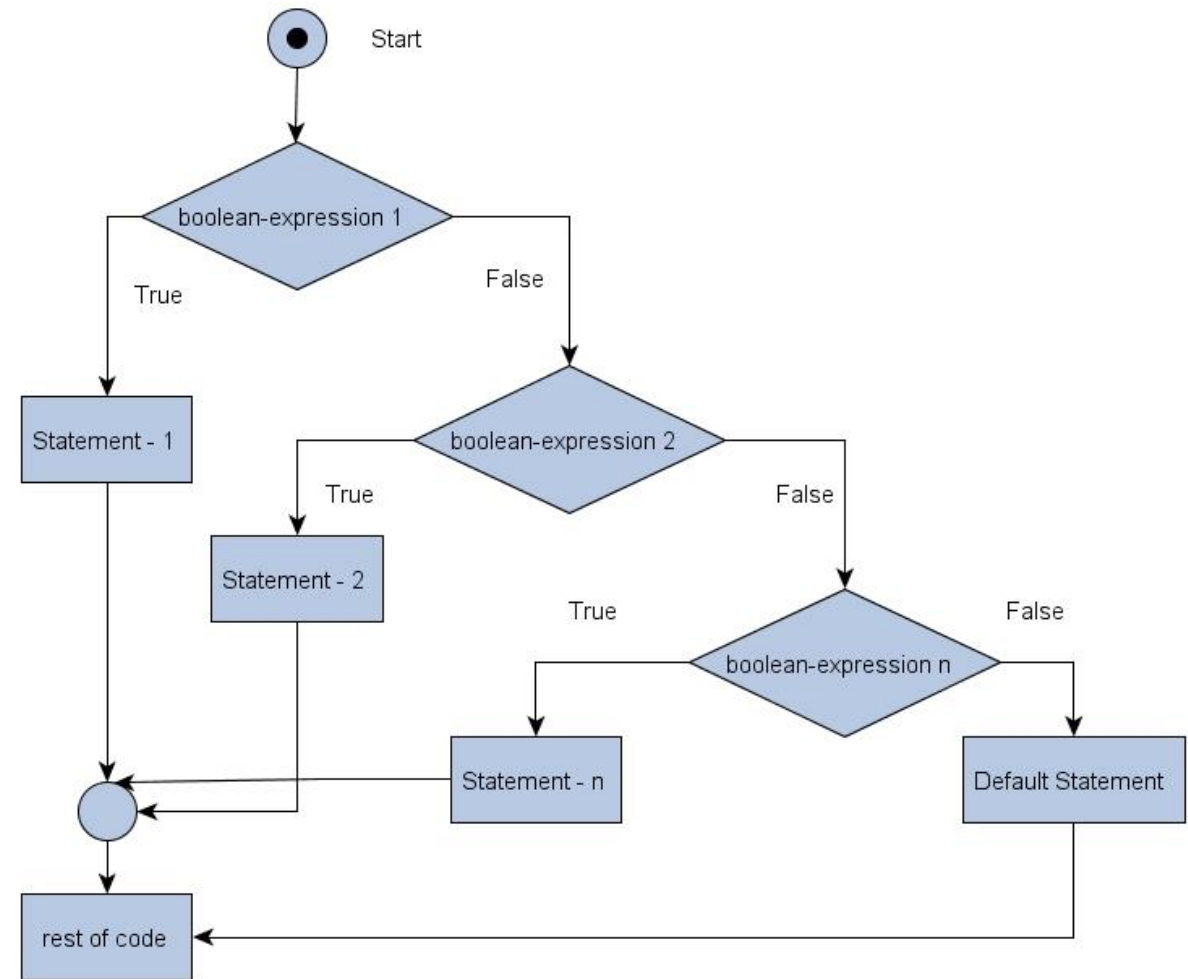 Start
boolean-expression 1
True
False
Statement - 1
boolean-expression 2
True
False
Statement - 2
True
False
boolean-expression n
Statement - n
Default Statement
rest of code